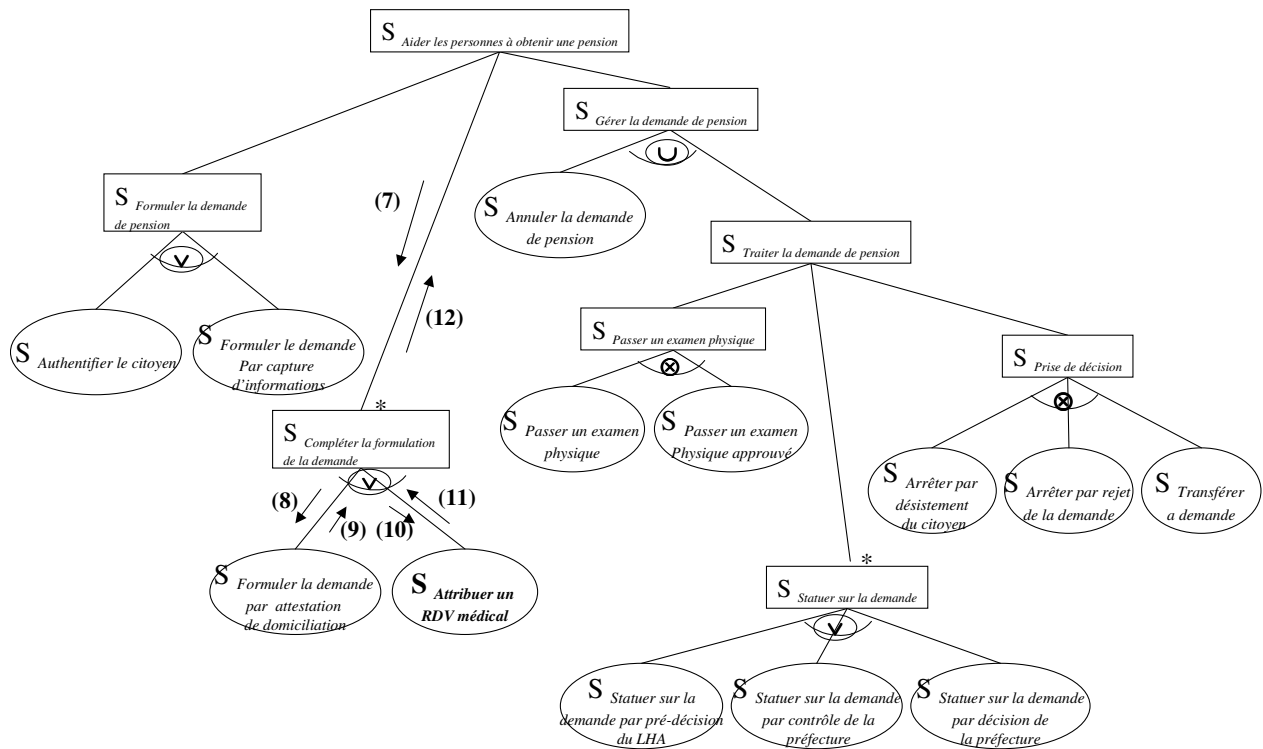 S Aider les personnes à obtenir une pension
S Gérer la demande de pension
∪
S Formuler la demande
de pension
v
(7)
S Annuler la demande
de pension
S Traiter la demande de pension
(12)
S Authentifier le citoyen
S Formuler le demande
Par capture
d'informations
S Passer un examen physique
⊗
S Prise de décision
⊗
*
S Compléter la formulation
de la demande
v
S Passer un examen
physique
S Passer un examen
Physique approuvé
(8)
(9)
(10)
(11)
S Arrêter par
désistement
du citoyen
S Arrêter par rejet
de la demande
S Transférer
a demande
S Formuler la demande
par attestation
de domiciliation
S Attribuer un
RDV médical
*
S Statuer sur la demande
v
S Statuer sur la
demande par pré-décision
du LHA
S Statuer sur la demande
par contrôle de la
préfecture
S Statuer sur la demande
par décision de
la préfecture